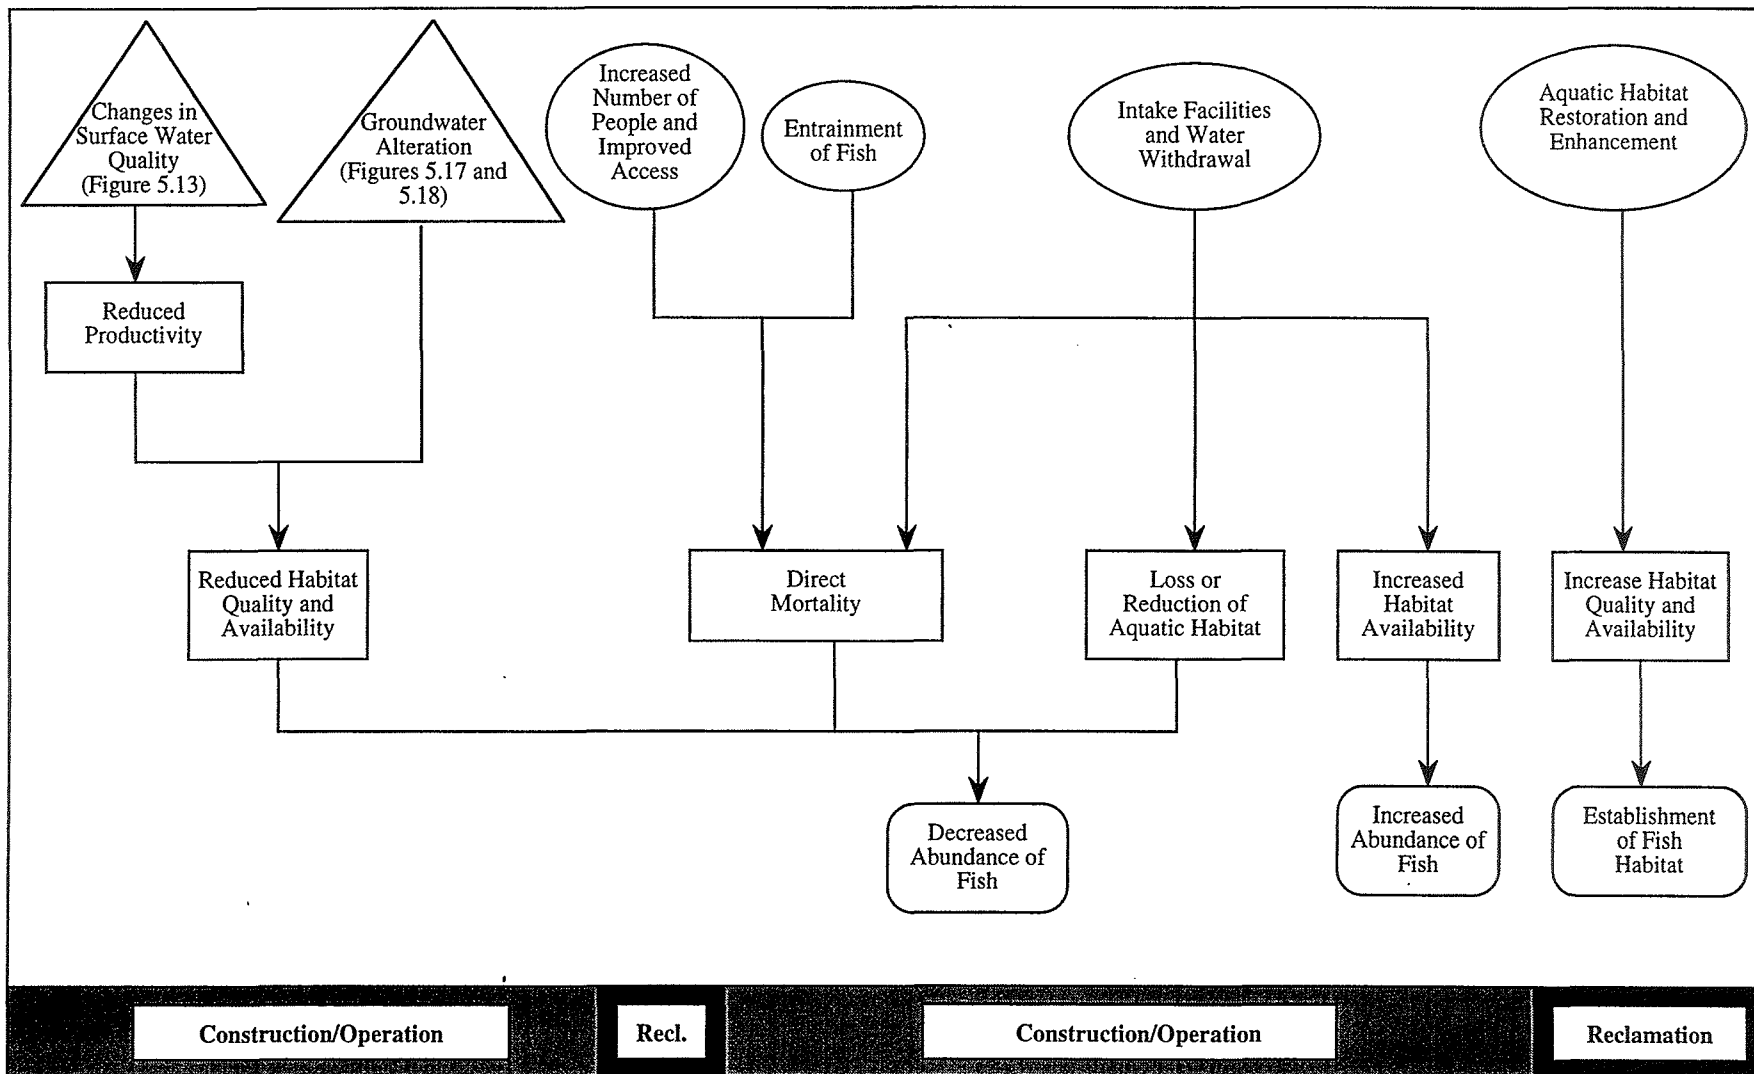 Changes in
Surface Water
Quality
(Figure 5.13)
Groundwater
Alteration
(Figures 5.17 and
5.18)
Increased
Number of
People and
Improved
Access
Entrainment
of Fish
Intake Facilities
and Water
Withdrawal
Aquatic Habitat
Restoration and
Enhancement
Reduced
Productivity
Reduced Habitat
Quality and
Availability
Direct
Mortality
Loss or
Reduction of
Aquatic Habitat
Increased
Habitat
Availability
Increase Habitat
Quality and
Availability
Decreased
Abundance of
Fish
Increased
Abundance of
Fish
Establishment
of Fish
Habitat
Construction/Operation
Recl.
Construction/Operation
Reclamation